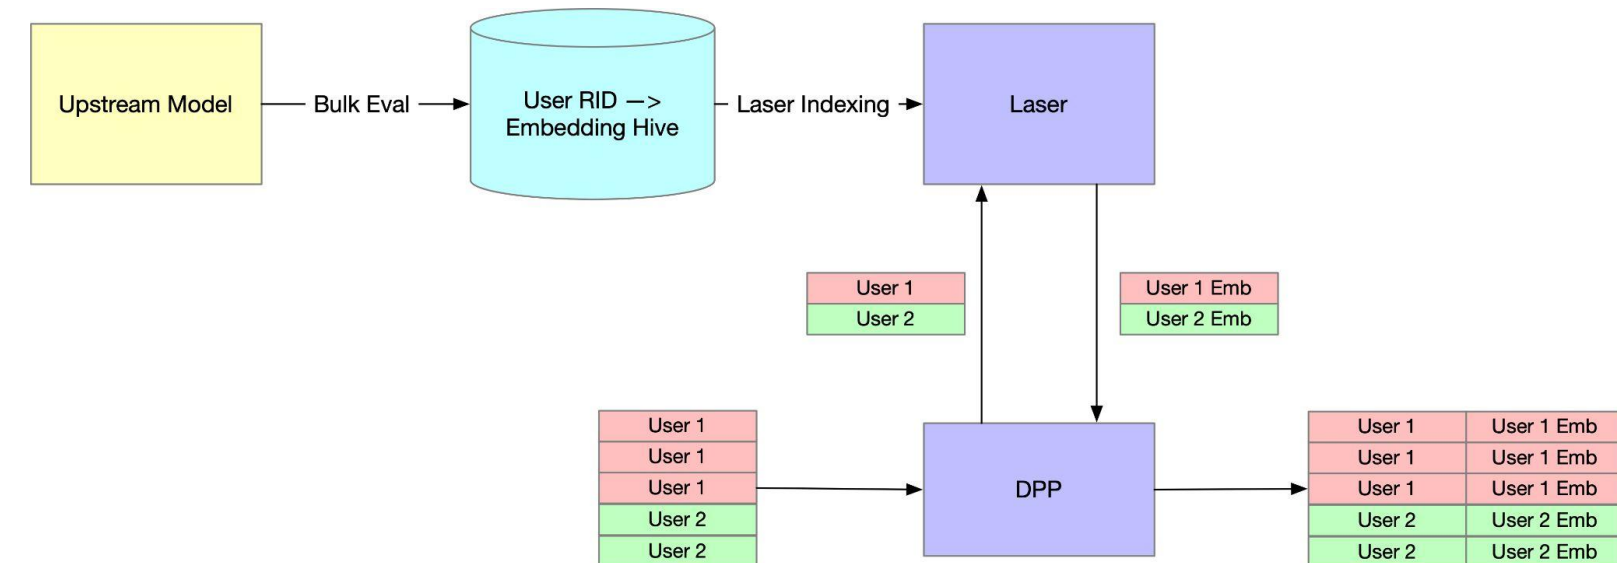 Upstream Model
Bulk Eval
User RID —>
Embedding Hive
Laser Indexing
Laser
User 1
User 2
User 1 Emb
User 2 Emb
User 1
User 1
User 1
User 2
User 2
DPP
User 1 User 1 Emb
User 1 User 1 Emb
User 1 User 1 Emb
User 2 User 2 Emb
User 2 User 2 Emb